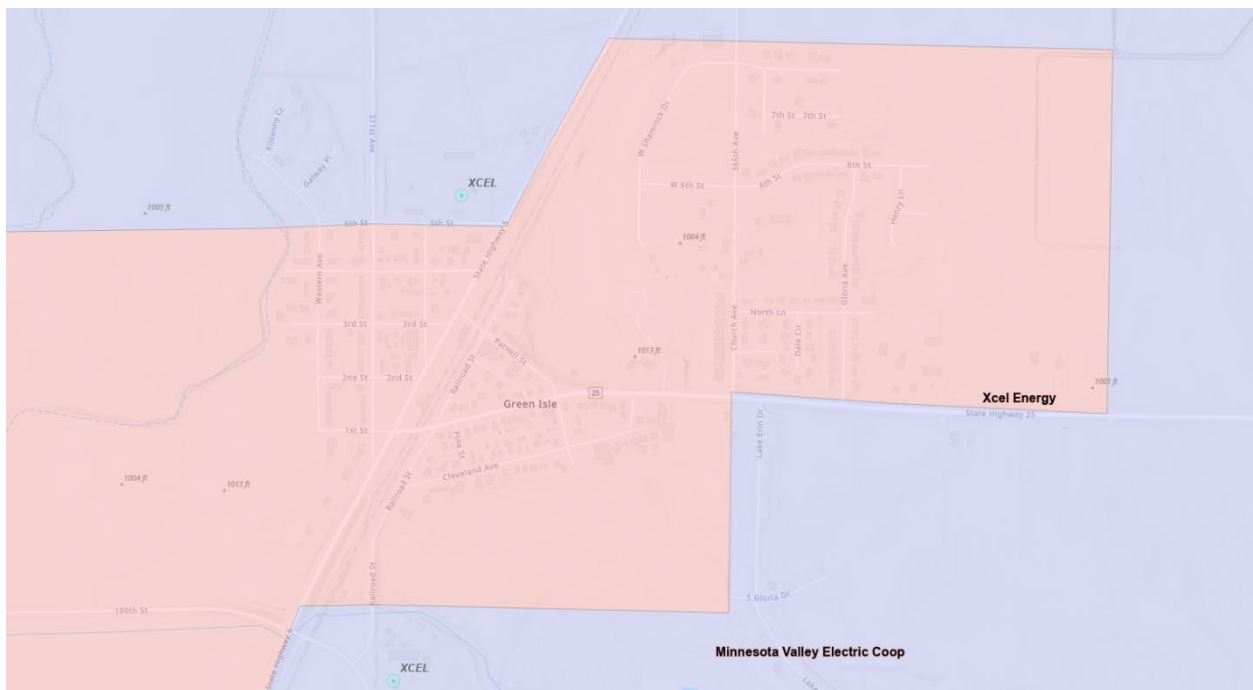 W Shamrock Dr
7th St
7th St
Kilkenny Cr
371st Ave
365th Ave
Galway Pl
6th St
XCEL
W 6th St
6th St
Henry Ln
1005 ft
5th St
State Highway 5
1004 ft
Western Ave
Gloria Ave
North Ln
3rd St
3rd St
Church Ave
Dale Cir
Parnell St
1013 ft
Railroad St
2nd St
2nd St
1001 ft
25
Xcel Energy
Green Isle
State Highway 25
Lake Erin Dr
1st St
Pine St
Cleveland Ave
1004 ft
1013 ft
Railroad St
S Gloria Dr
190th St
Railroad St
State Highway 5
Minnesota Valley Electric Coop
XCEL
Lake